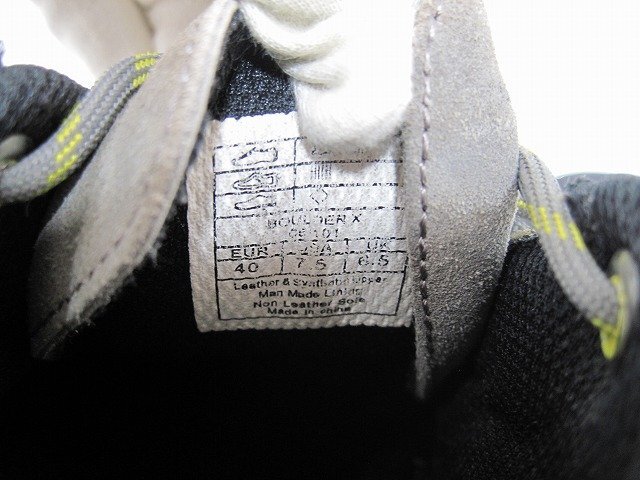 BOULDER X
EUR USA UK
40 7.5 6.5
Leather & Synthetic Upper
Man Made Lining
Non Leather Sole
Made in china